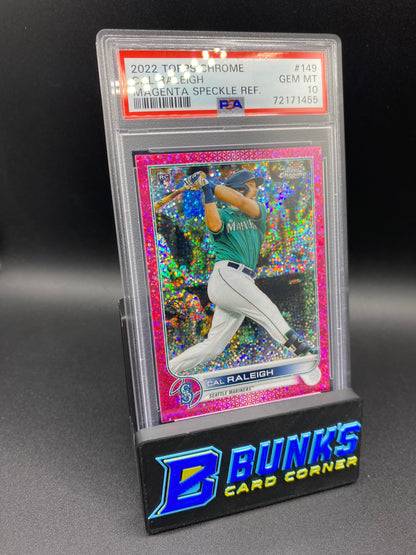 2022 TOPPS CHROME #149
CAL RALEIGH GEM MT
MAGENTA SPECKLE REF. 10
PSA 72171455
RC
Chrome
MARINERS
CAL RALEIGH
SEATTLE MARINERS
S
B BUNK'S
CARD CORNER